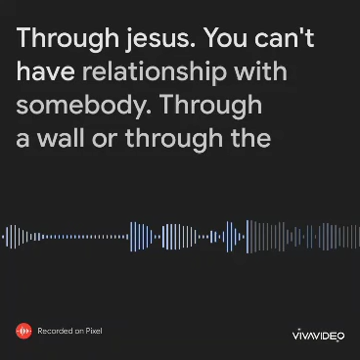 Through jesus. You can't
have relationship with
somebody. Through
a wall or through the
Recorded on Pixel
VIVAVIDEO